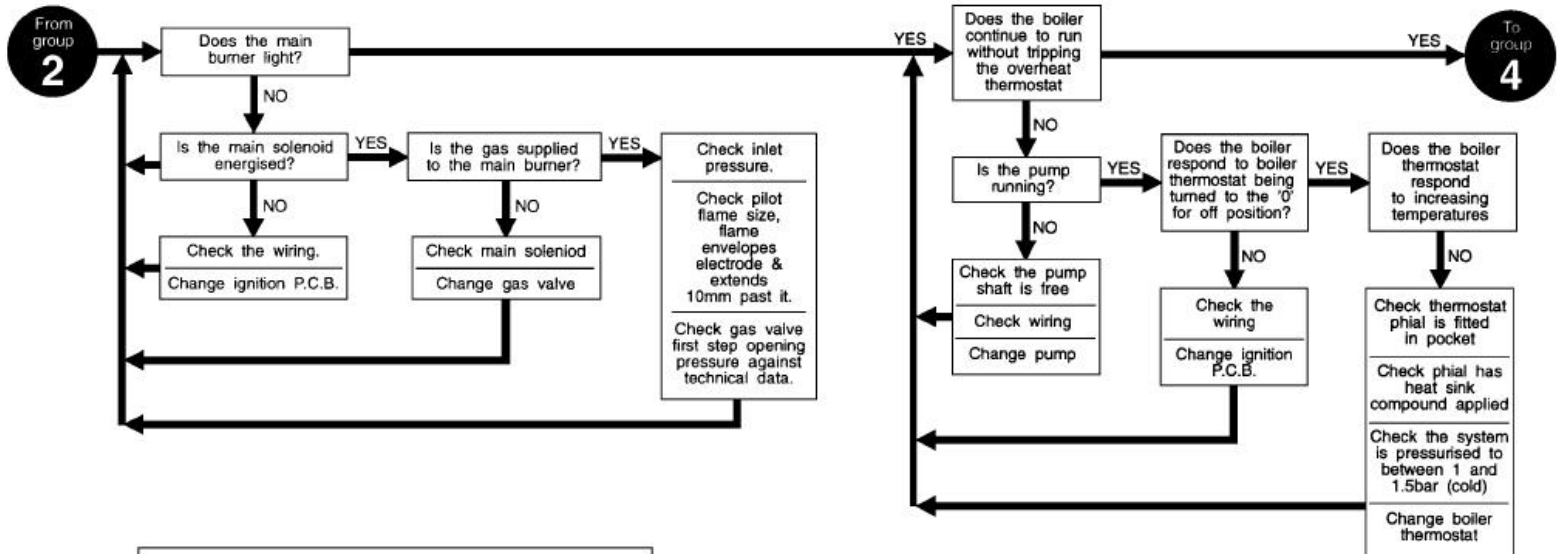 From
group
2
Does the main
burner light?
YES
NO
Is the main solenoid
energised?
YES
NO
Is the gas supplied
to the main burner?
YES
NO
Check inlet
pressure.
Check pilot
flame size,
flame
envelopes
electrode &
extends
10mm past it.
Check gas valve
first step opening
pressure against
technical data.
Check the wiring.
Change ignition P.C.B.
Check main soleniod
Change gas valve
Does the boiler
continue to run
without tripping
the overheat
thermostat
YES
To
group
4
NO
Is the pump
running?
YES
NO
Does the boiler
respond to boiler
thermostat being
turned to the '0'
for off position?
YES
NO
Does the boiler
thermostat
respond
to increasing
temperatures
NO
Check the pump
shaft is free
Check wiring
Change pump
Check the
wiring
Change ignition
P.C.B.
Check thermostat
phial is fitted
in pocket
Check phial has
heat sink
compound applied
Check the system
is pressurised to
between 1 and
1.5bar (cold)
Change boiler
thermostat